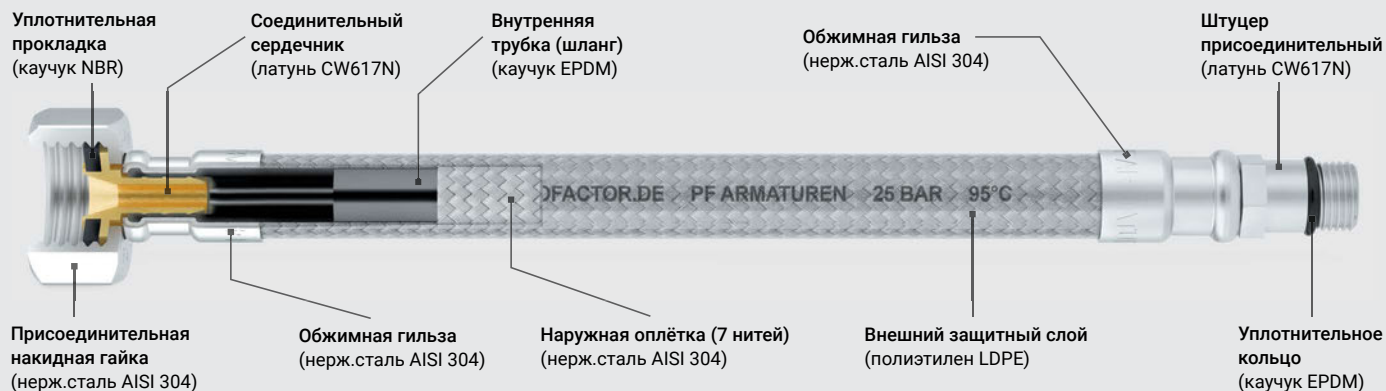 Уплотнительная
прокладка
(каучук NBR)
Соединительный
сердечник
(латунь CW617N)
Внутренняя
трубка (шланг)
(каучук EPDM)
Обжимная гильза
(нерж.сталь AISI 304)
Штуцер
присоединительный
(латунь CW617N)
OFACTOR.DE PF ARMATUREN 25 BAR 95°C
Присоединительная
накидная гайка
(нерж.сталь AISI 304)
Обжимная гильза
(нерж.сталь AISI 304)
Наружная оплётка (7 нитей)
(нерж.сталь AISI 304)
Внешний защитный слой
(полиэтилен LDPE)
Уплотнительное
кольцо
(каучук EPDM)